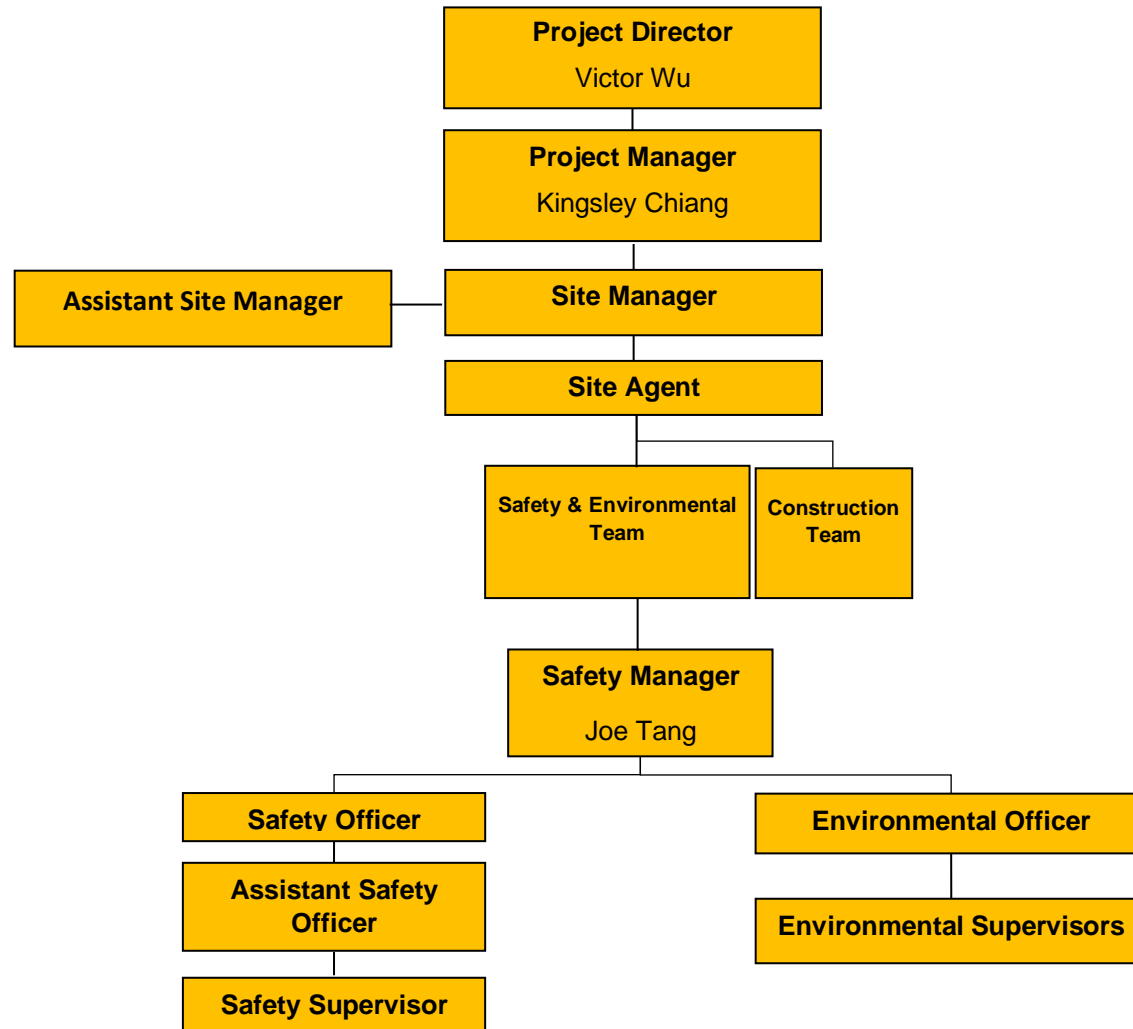 Project Director
Victor Wu
Project Manager
Kingsley Chiang
Assistant Site Manager
Site Manager
Site Agent
Safety & Environmental
Team
Construction
Team
Safety Manager
Joe Tang
Safety Officer
Environmental Officer
Assistant Safety
Officer
Environmental Supervisors
Safety Supervisor